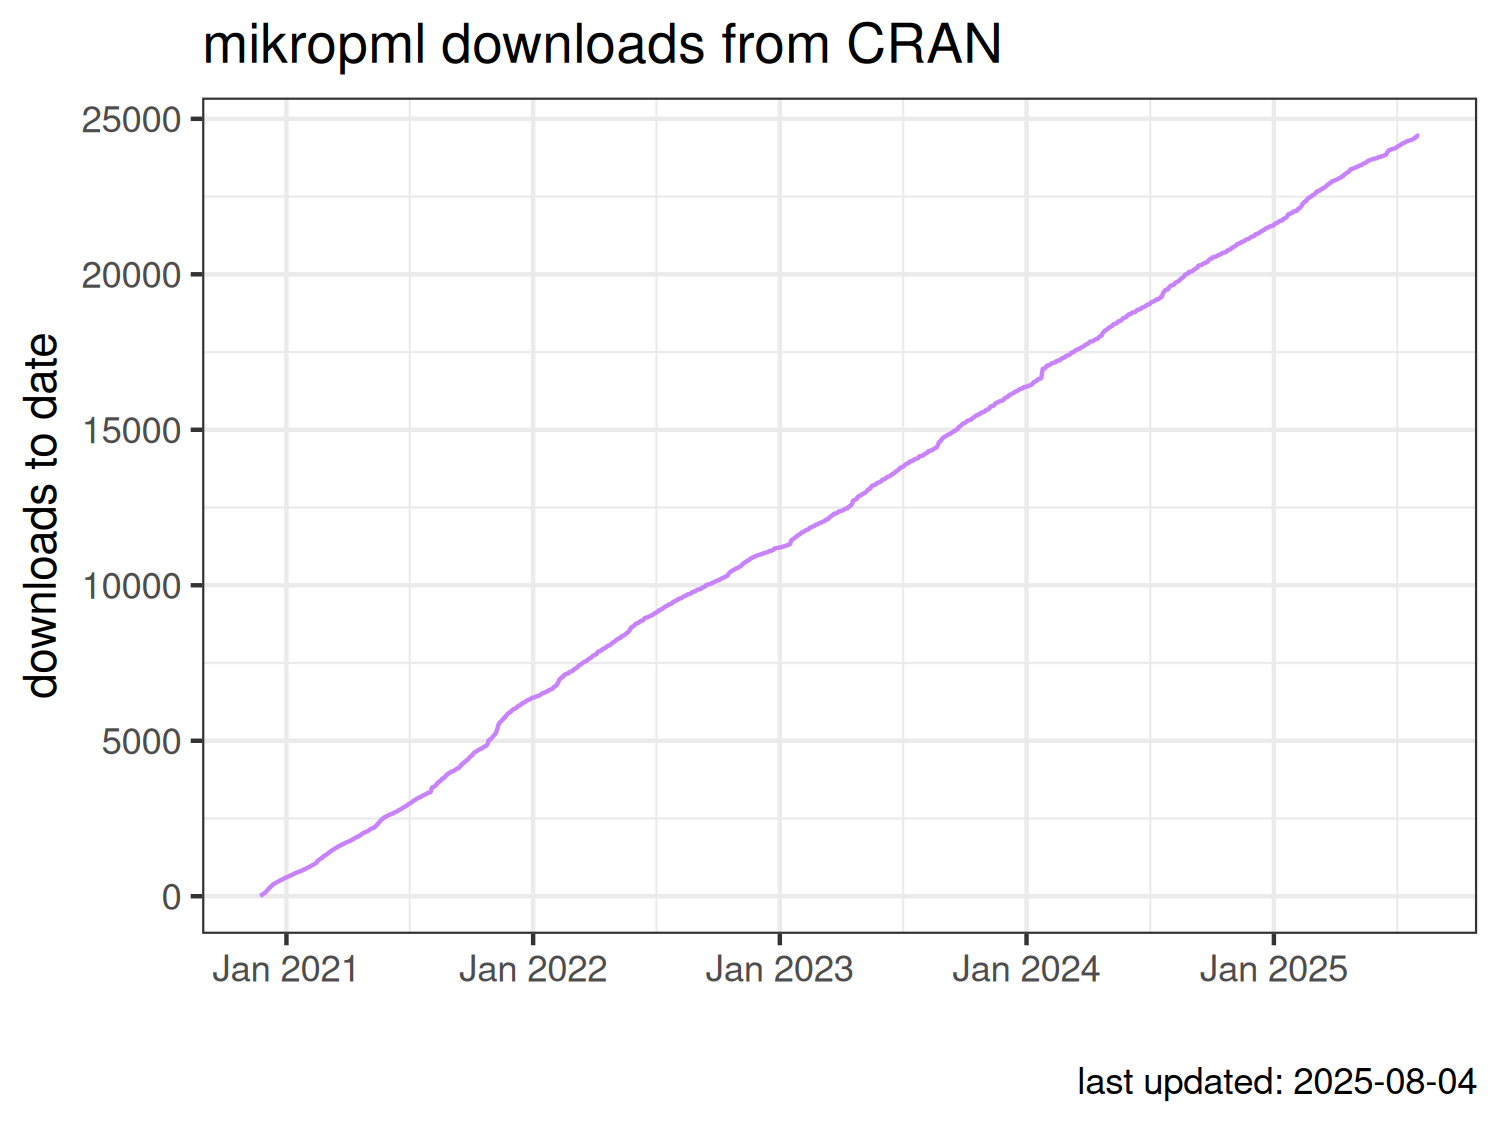 mikropml downloads from CRAN
downloads to date
25000
20000
15000
10000
5000
0
Jan 2021 Jan 2022 Jan 2023 Jan 2024 Jan 2025
last updated: 2025-08-04